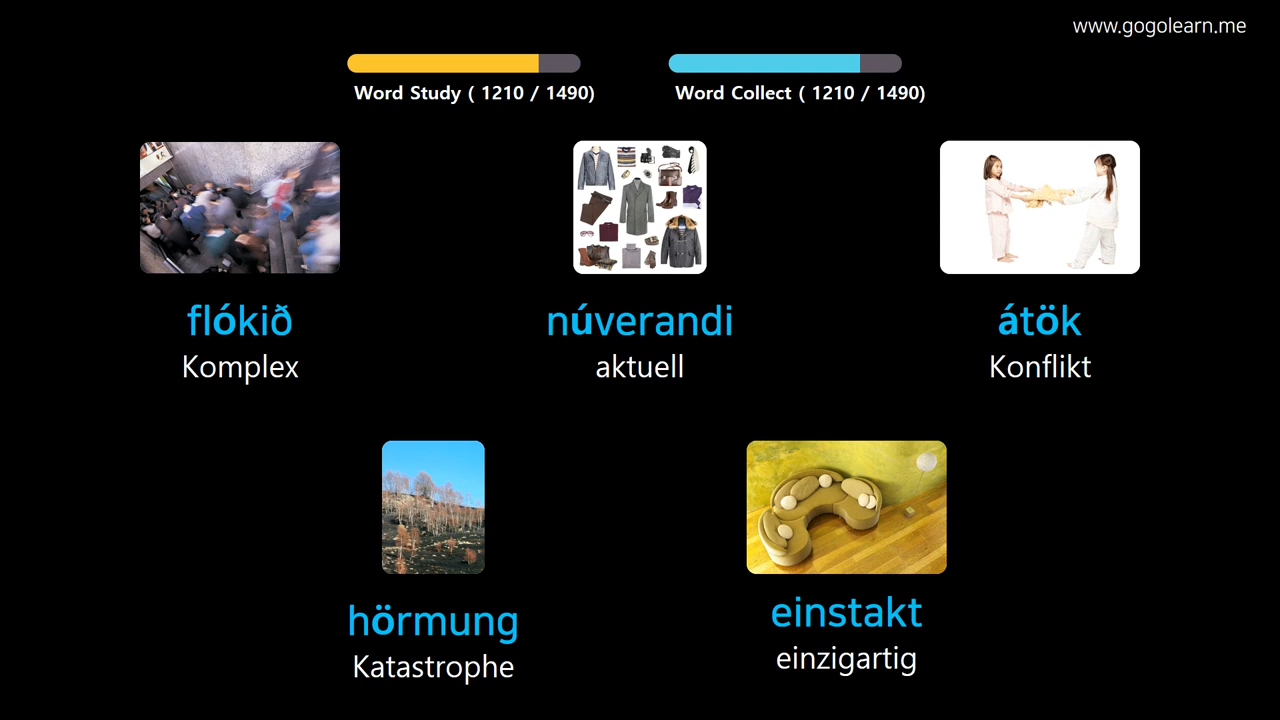 www.gogolearn.me
Word Study ( 1210 / 1490)
Word Collect ( 1210 / 1490)
flókið
Komplex
núverandi
aktuell
átök
Konflikt
hörmung
Katastrophe
einstakt
einzigartig